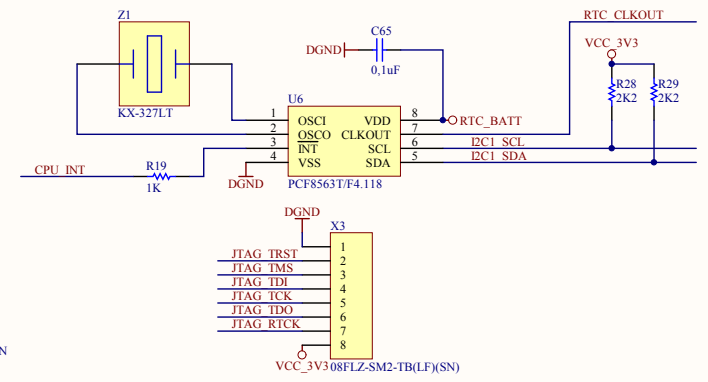 Z1
KX-327LT
C65
DGND
0,1uF
RTC_CLKOUT
VCC_3V3
R28
2K2
R29
2K2
U6
1 OSCI VDD 8
RTC_BATT
2 OSCO CLKOUT 7
3 INT SCL 6
I2C1_SCL
4 VSS SDA 5
I2C1_SDA
PCF8563T/F4.118
CPU_INT
R19
1K
DGND
DGND
X3
1
JTAG_TRST 2
JTAG_TMS 3
JTAG_TDI 4
JTAG_TCK 5
JTAG_TDO 6
JTAG_RTCK 7
8
VCC_3V3
08FLZ-SM2-TB(LF)(SN)
N